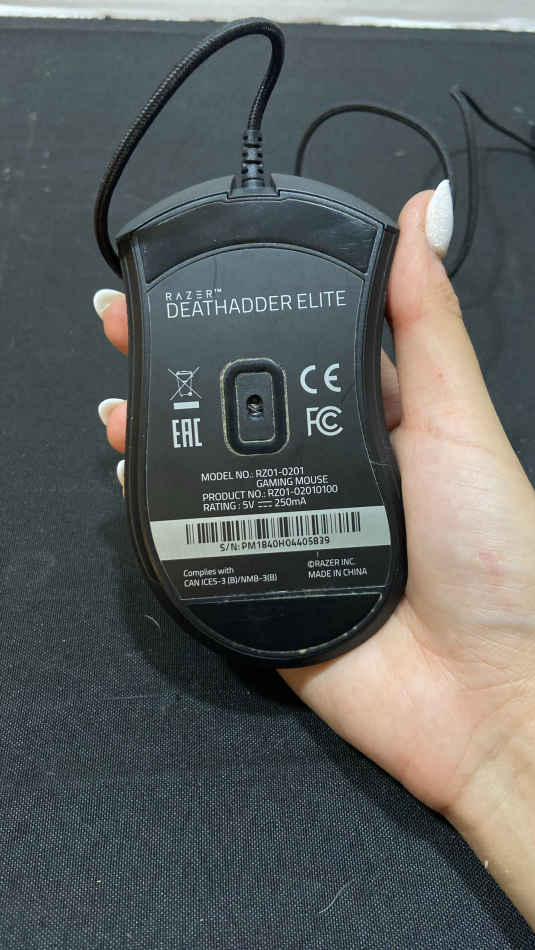 RAZER™
DEATHADDER ELITE
CE
EAC
FC
MODEL NO.: RZ01-0201
GAMING MOUSE
PRODUCT NO.: RZ01-02010100
RATING : 5V ⎓ 250mA
S/N: PM1840H04405839
Complies with
CAN ICES-3 (B)/NMB-3(B)
©RAZER INC.
MADE IN CHINA